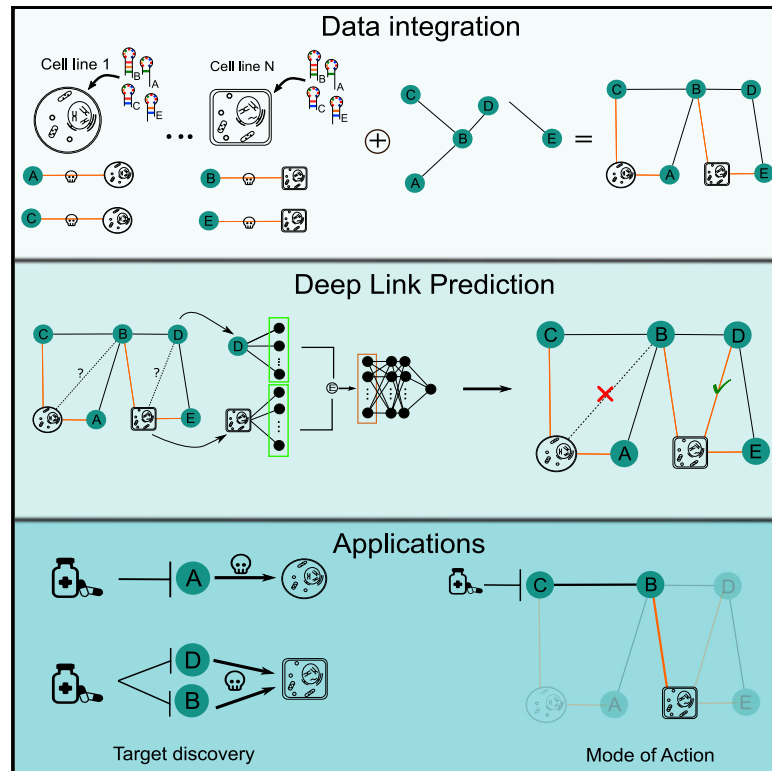 Data integration
Cell line 1
B
A
C
E
...
Cell line N
B
A
C
E
A
C
B
E
C
D
B
E
A
+
=
C
B
D
A
E
Deep Link Prediction
C
B
D
?
?
A
E
D
C
B
D
A
E
Applications
A
D
B
Target discovery
C
B
D
A
E
Mode of Action